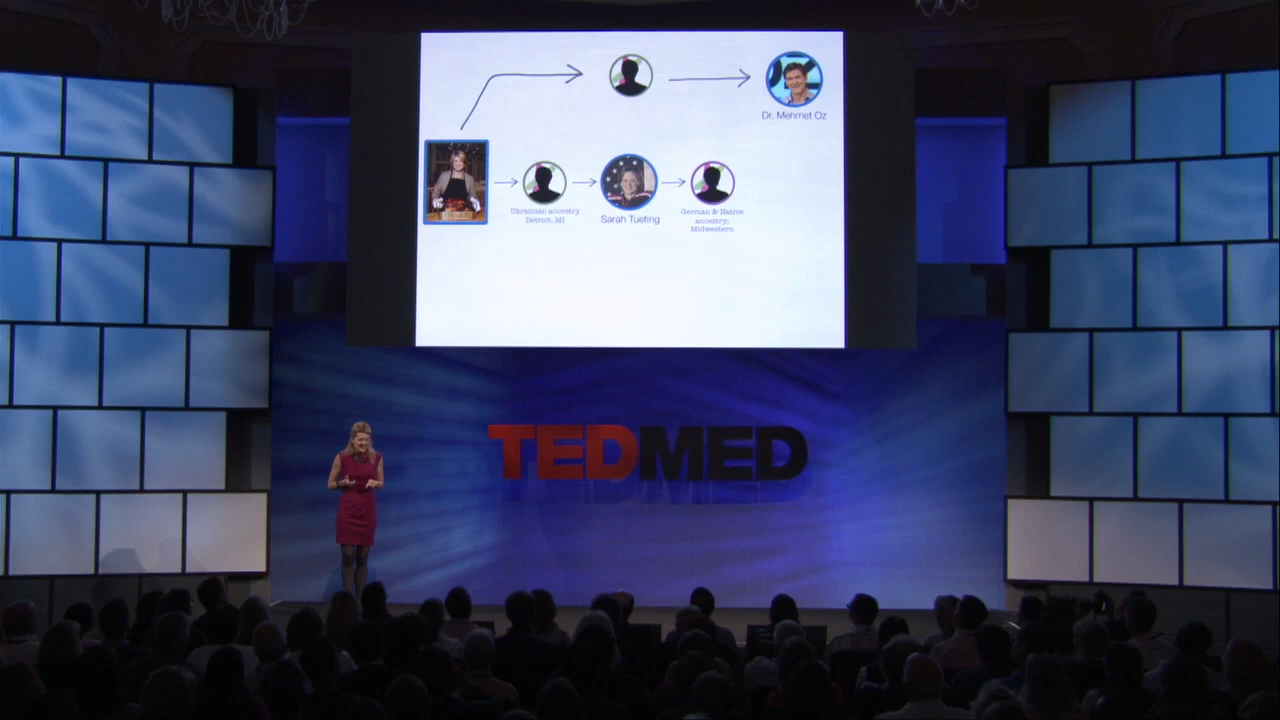 Dr. Mehmet Oz
Ukrainian ancestry
Detroit, MI
Sarah Tueting
German & Native
ancestry;
Midwestern
TEDMED